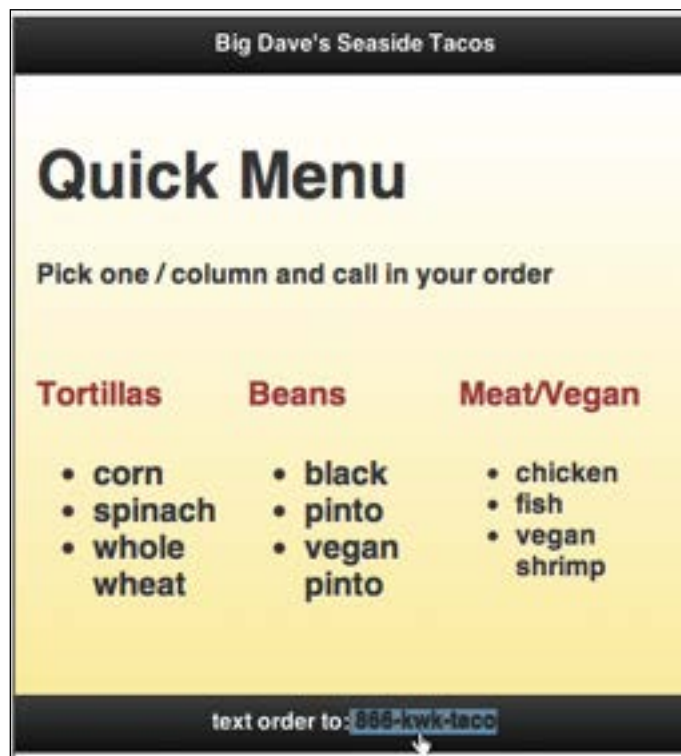 Big Dave's Seaside Tacos
Quick Menu
Pick one / column and call in your order
Tortillas
• corn
• spinach
• whole
wheat
Beans
• black
• pinto
• vegan
pinto
Meat/Vegan
• chicken
• fish
• vegan
shrimp
text order to: 866-kwk-taco